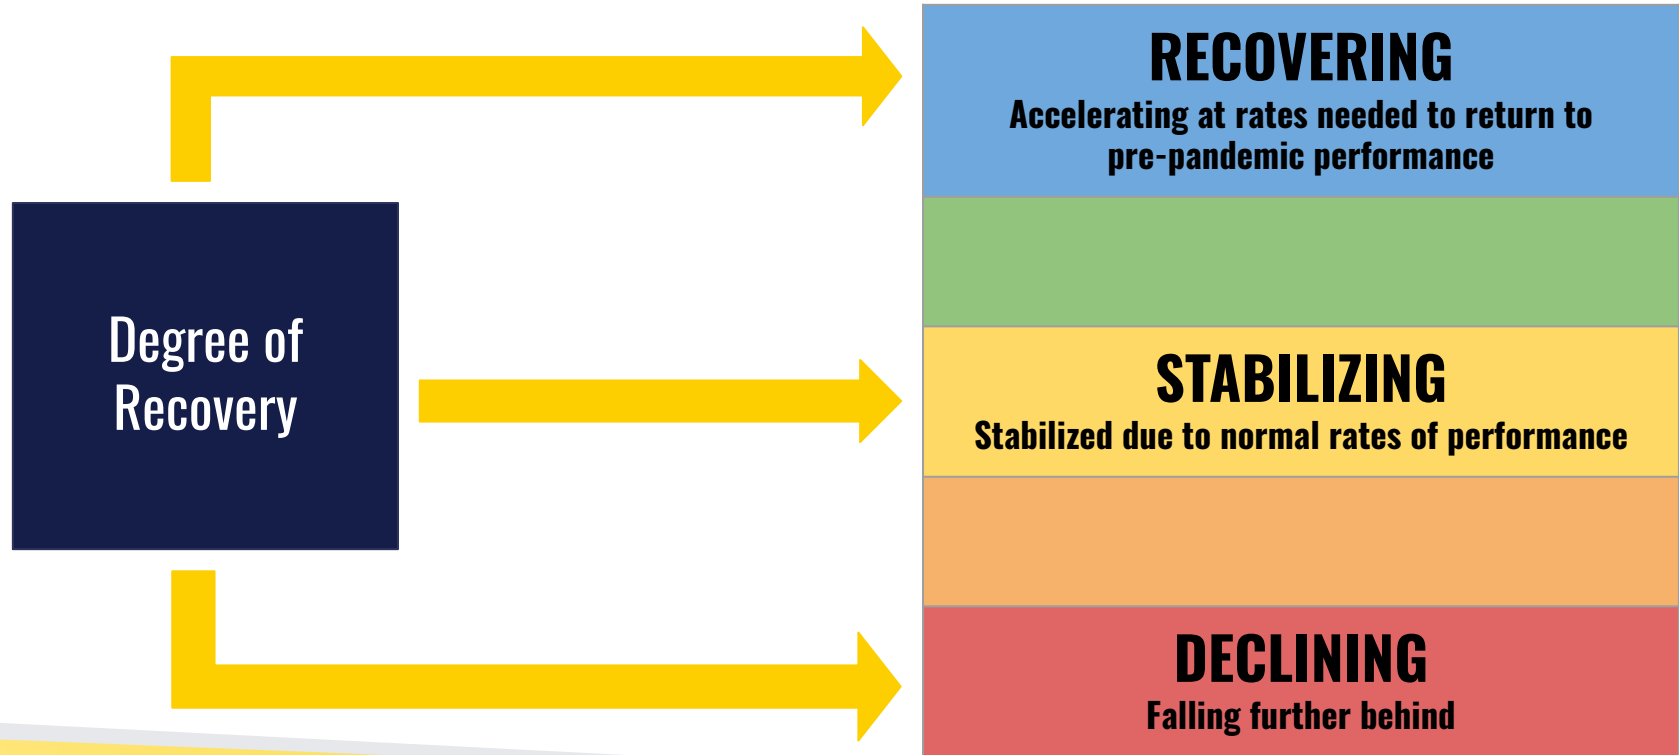 Degree of
Recovery
RECOVERING
Accelerating at rates needed to return to
pre-pandemic performance
STABILIZING
Stabilized due to normal rates of performance
DECLINING
Falling further behind